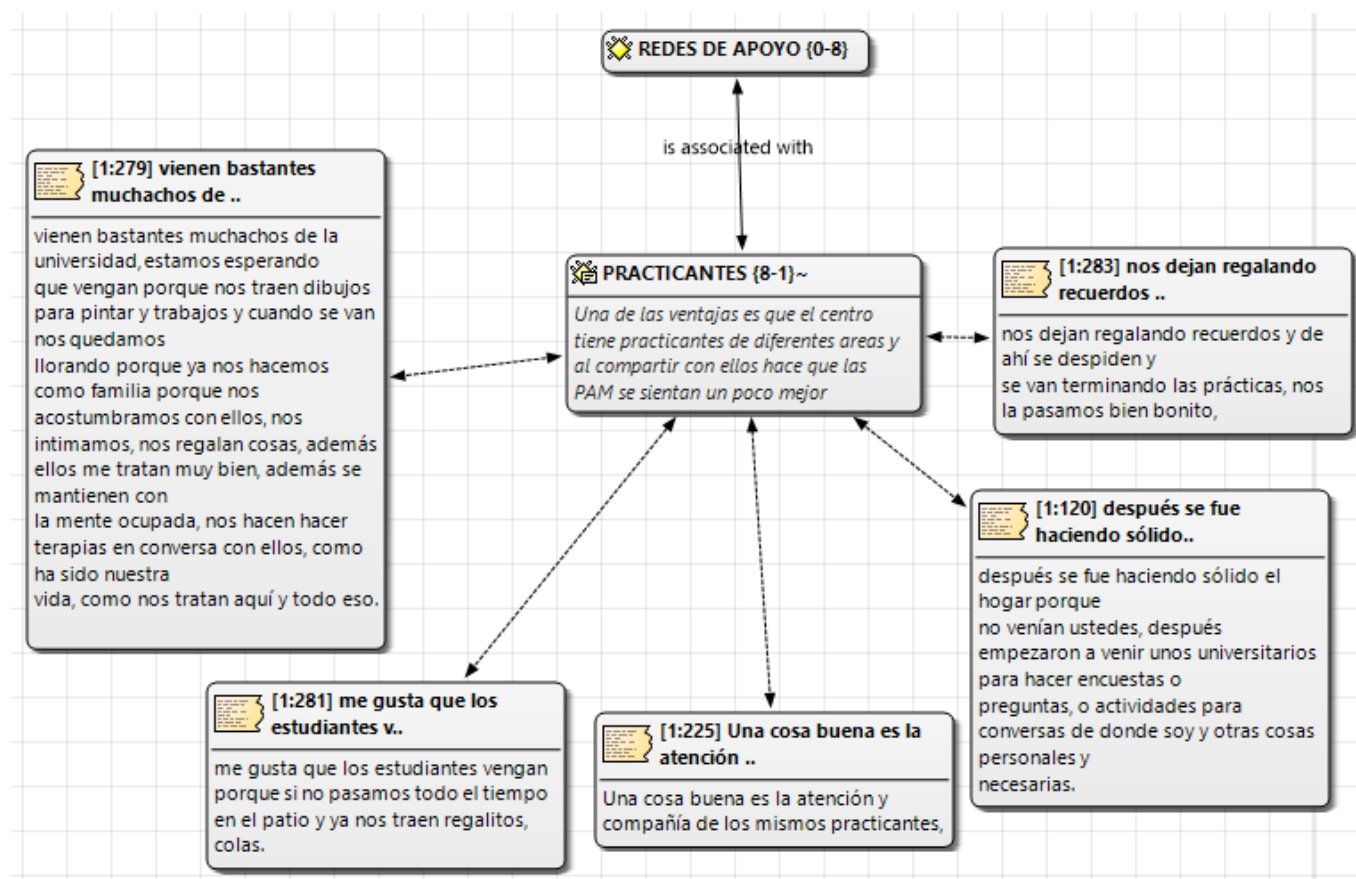 REDES DE APOYO {0-8}
is associated with
[1:279] vienen bastantes
muchachos de ..
vienen bastantes muchachos de la
universidad, estamos esperando
que vengan porque nos traen dibujos
para pintar y trabajos y cuando se van
nos quedamos
llorando porque ya nos hacemos
como familia porque nos
acostumbramos con ellos, nos
intimamos, nos regalan cosas, además
ellos me tratan muy bien, además se
mantienen con
la mente ocupada, nos hacen hacer
terapias en conversa con ellos, como
ha sido nuestra
vida, como nos tratan aquí y todo eso.
PRACTICANTES {8-1}~
Una de las ventajas es que el centro
tiene practicantes de diferentes areas y
al compartir con ellos hace que las
PAM se sientan un poco mejor
[1:283] nos dejan regalando
recuerdos ..
nos dejan regalando recuerdos y de
ahí se despiden y
se van terminando las prácticas, nos
la pasamos bien bonito,
[1:120] después se fue
haciendo sólido..
después se fue haciendo sólido el
hogar porque
no venían ustedes, después
empezaron a venir unos universitarios
para hacer encuestas o
preguntas, o actividades para
conversas de donde soy y otras cosas
personales y
necesarias.
[1:281] me gusta que los
estudiantes v..
me gusta que los estudiantes vengan
porque si no pasamos todo el tiempo
en el patio y ya nos traen regalitos,
colas.
[1:225] Una cosa buena es la
atención ..
Una cosa buena es la atención y
compañía de los mismos practicantes,